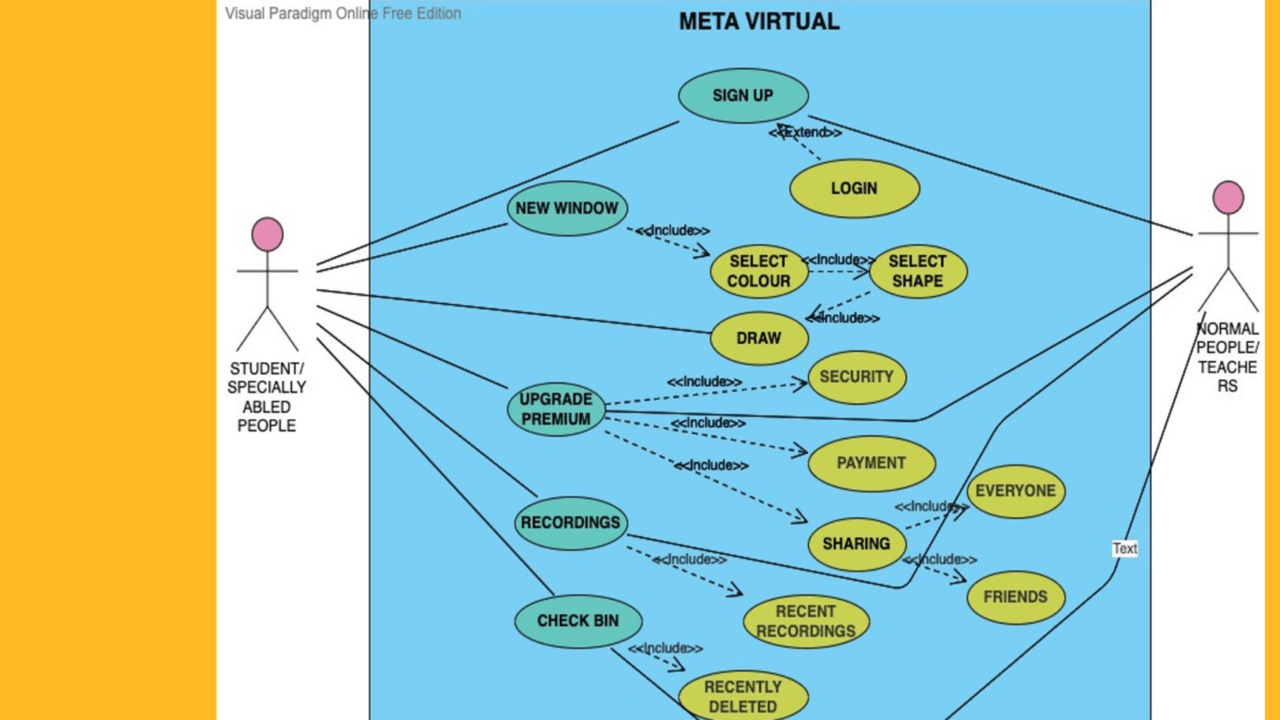 Visual Paradigm Online Free Edition
META VIRTUAL
SIGN UP
<<Extend>>
LOGIN
NEW WINDOW
<<Include>>
SELECT
COLOUR
<<Include>>
SELECT
SHAPE
<<Include>>
DRAW
STUDENT/
SPECIALLY
ABLED
PEOPLE
NORMAL
PEOPLE/
TEACHE
RS
UPGRADE
PREMIUM
<<Include>>
SECURITY
<<Include>>
PAYMENT
<<Include>>
SHARING
<<Include>>
EVERYONE
<<Include>>
FRIENDS
RECORDINGS
<<Include>>
RECENT
RECORDINGS
Text
CHECK BIN
<<Include>>
RECENTLY
DELETED